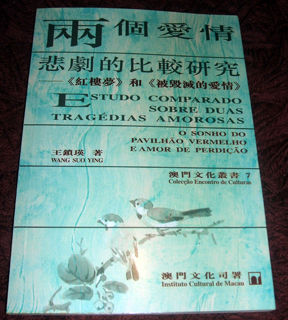 兩個愛情
悲劇的比較研究
——《紅樓夢》和《被毀滅的愛情》
ESTUDO COMPARADO
SOBRE DUAS
TRAGÉDIAS AMOROSAS
O SONHO DO
PAVILHÃO VERMELHO
E AMOR DE PERDIÇÃO
王鎖瑛 著
WANG SUO YING
澳門文化叢書 7
Colecção Encontro de Culturas
澳門文化司署
Instituto Cultural de Macau